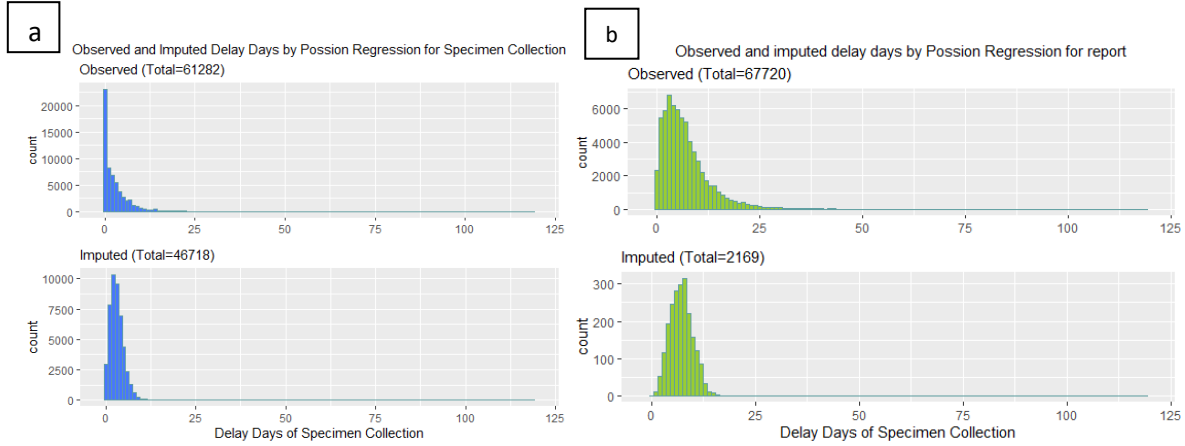 a
Observed and Imputed Delay Days by Possion Regression for Specimen Collection
Observed (Total=61282)
20000
15000
10000
5000
0
count
0 25 50 75 100 125
Imputed (Total=46718)
10000
7500
5000
2500
0
count
0 25 50 75 100 125
Delay Days of Specimen Collection
b
Observed and imputed delay days by Possion Regression for report
Observed (Total=67720)
6000
4000
2000
0
count
0 25 50 75 100 125
Imputed (Total=2169)
300
200
100
0
count
0 25 50 75 100 125
Delay Days of Specimen Collection